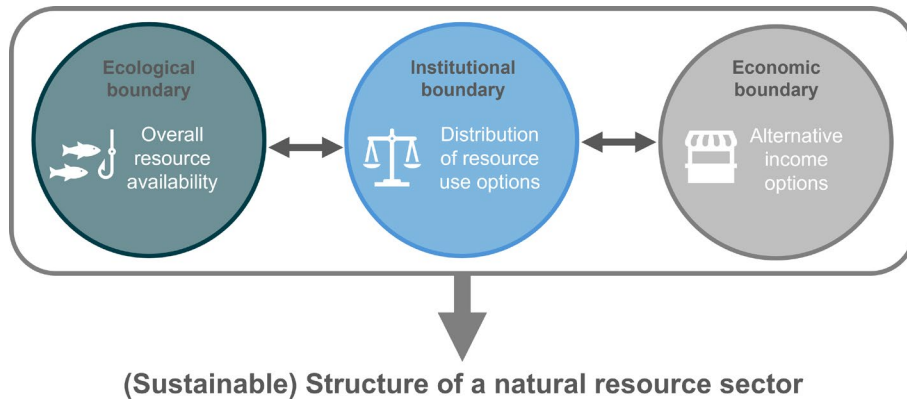 Ecological
boundary
Overall
resource
availability
Institutional
boundary
Distribution
of resource
use options
Economic
boundary
Alternative
income
options
(Sustainable) Structure of a natural resource sector